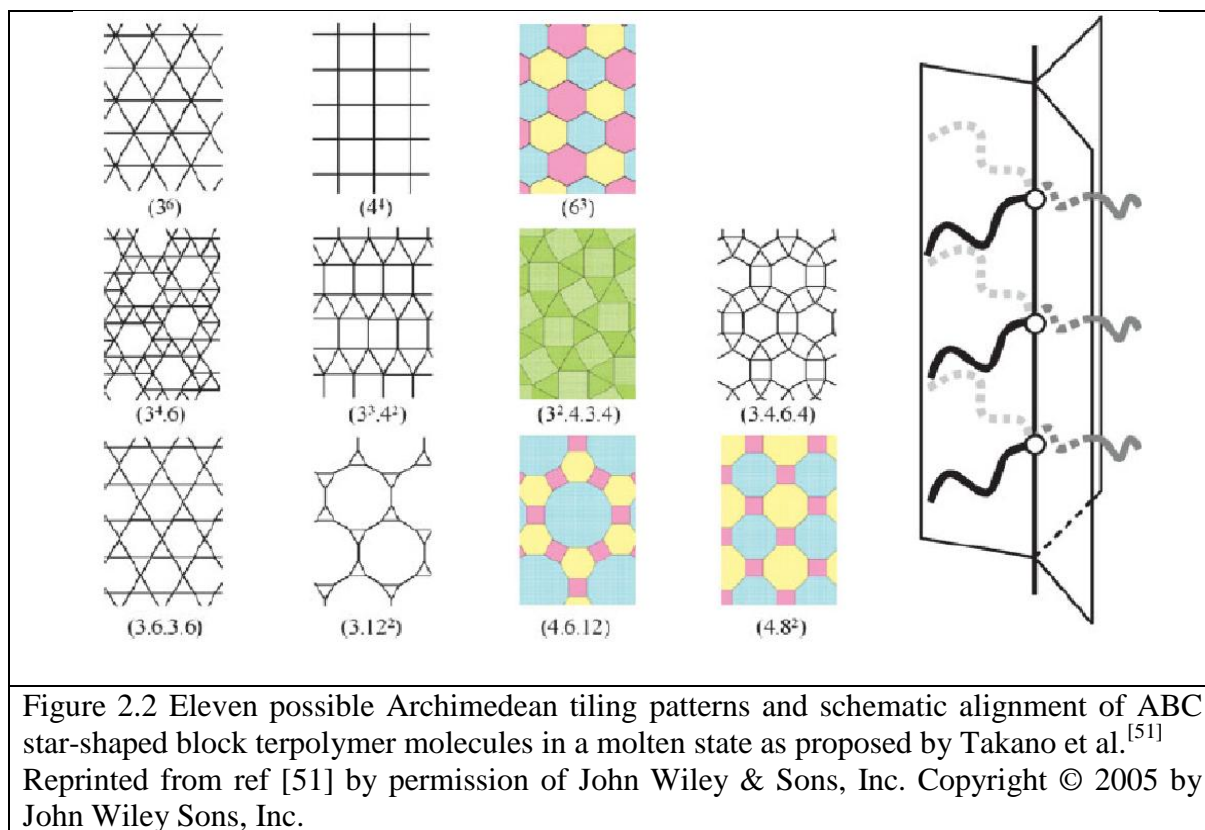 (3⁶) (4⁴) (6³)
(3⁴.6) (3³.4²) (3².4.3.4) (3.4.6.4)
(3.6.3.6) (3.12²) (4.6.12) (4.8²)
Figure 2.2 Eleven possible Archimedean tiling patterns and schematic alignment of ABC
star-shaped block terpolymer molecules in a molten state as proposed by Takano et al.[51]
Reprinted from ref [51] by permission of John Wiley & Sons, Inc. Copyright © 2005 by
John Wiley Sons, Inc.